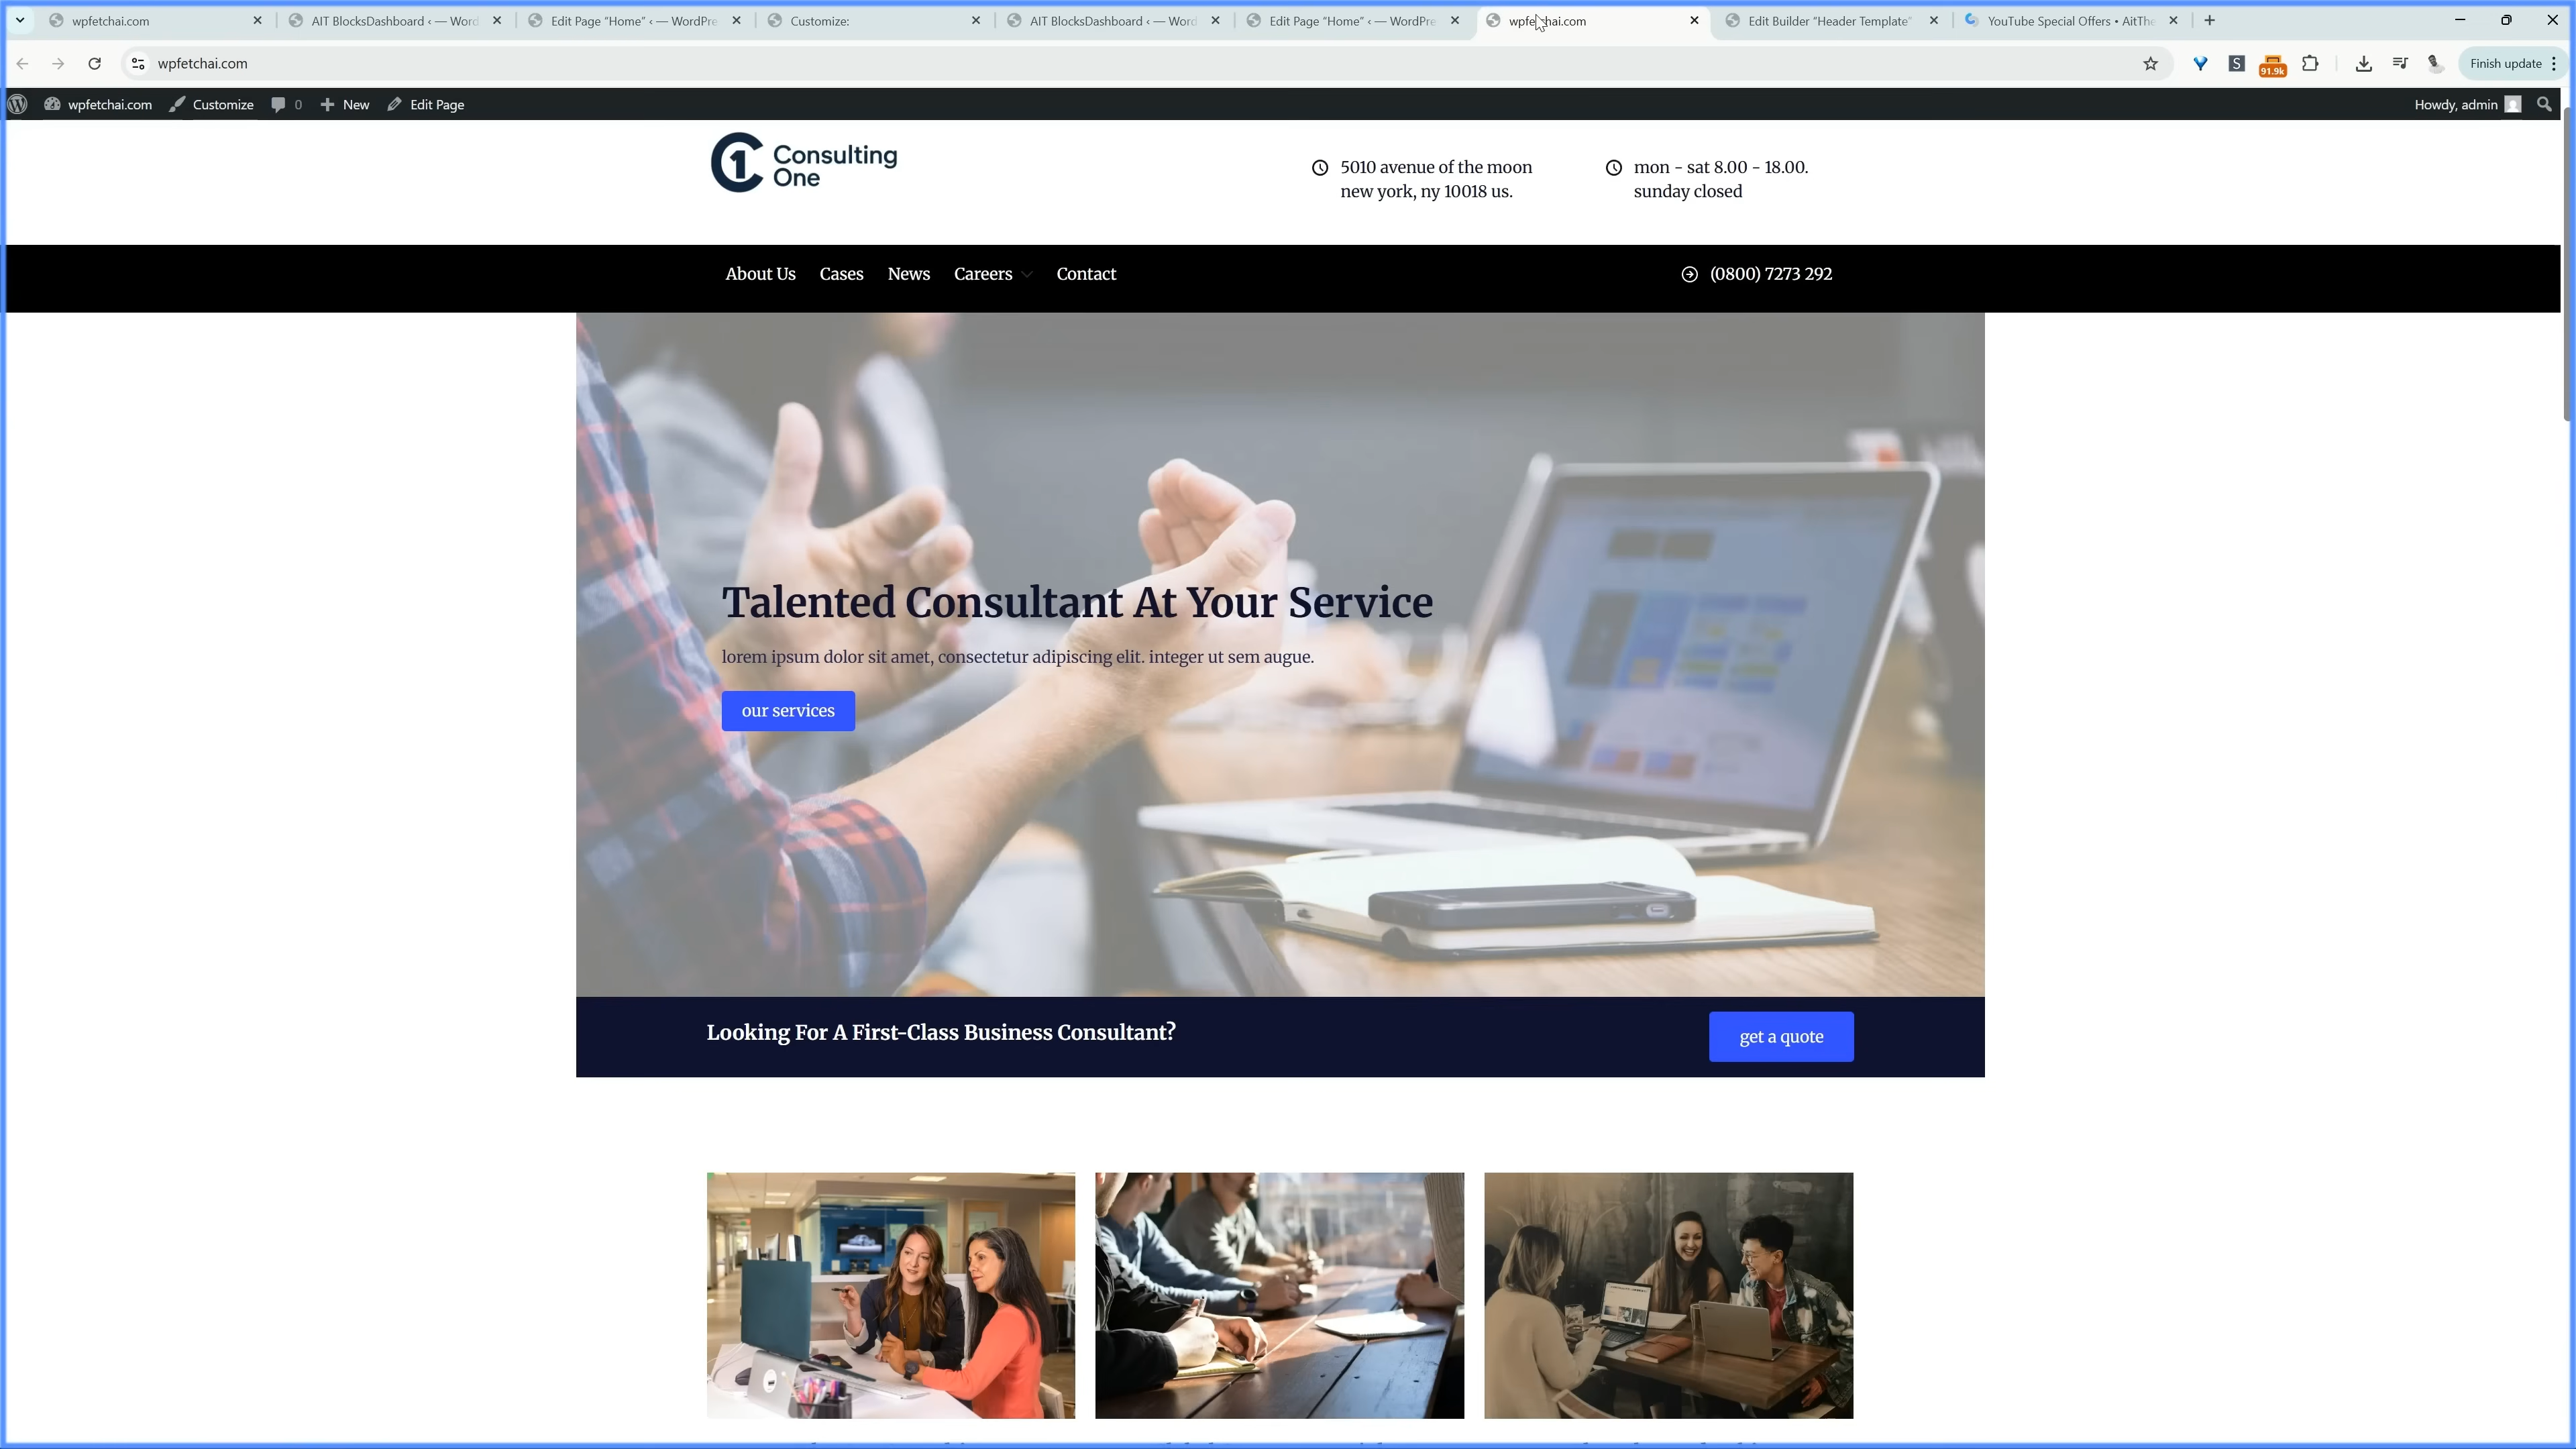 wpfetchai.com
AIT BlocksDashboard ‹ — Word
Edit Page “Home” ‹ — WordPre
Customize:
AIT BlocksDashboard ‹ — Word
Edit Page “Home” ‹ — WordPre
wpfetchai.com
Edit Builder “Header Template”
YouTube Special Offers • AitThe
wpfetchai.com
S
91.9k
Finish update
wpfetchai.com
Customize
0
New
Edit Page
Howdy, admin
C1 Consulting
One
5010 avenue of the moon
new york, ny 10018 us.
mon - sat 8.00 - 18.00.
sunday closed
About Us
Cases
News
Careers
Contact
(0800) 7273 292
Talented Consultant At Your Service
lorem ipsum dolor sit amet, consectetur adipiscing elit. integer ut sem augue.
our services
Looking For A First-Class Business Consultant?
get a quote